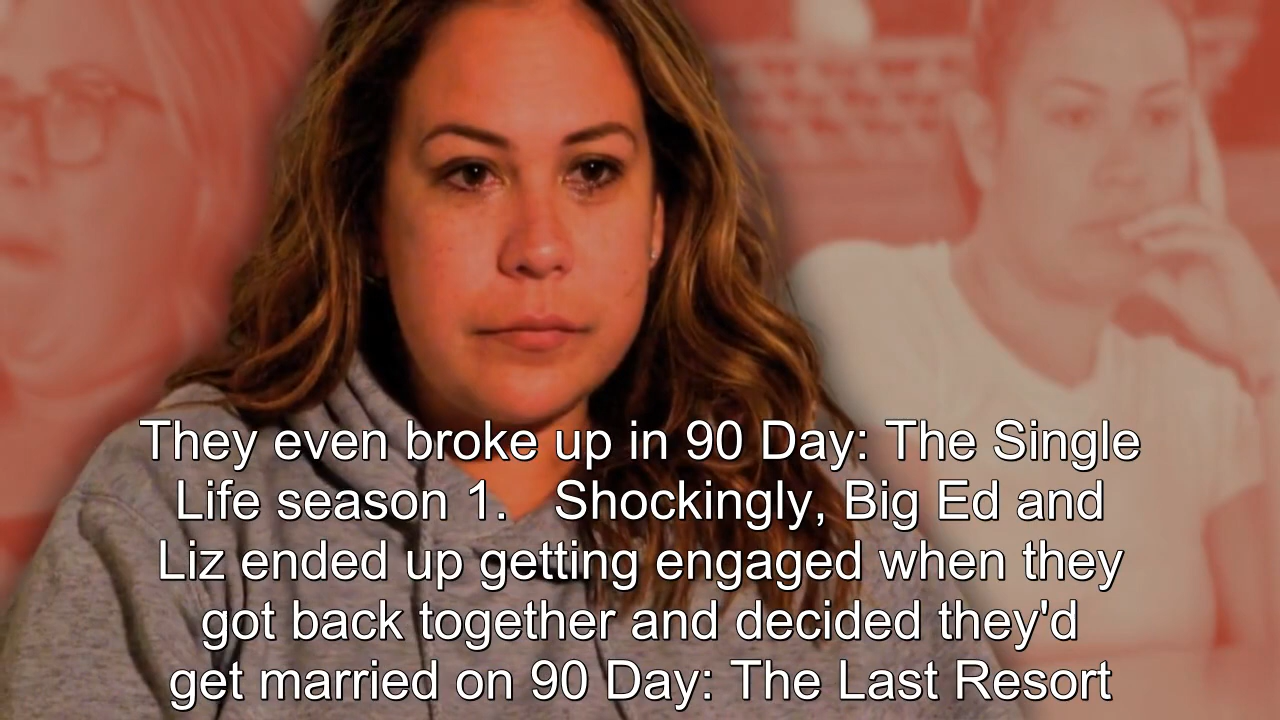 They even broke up in 90 Day: The Single
Life season 1.   Shockingly, Big Ed and
Liz ended up getting engaged when they
got back together and decided they'd
get married on 90 Day: The Last Resort